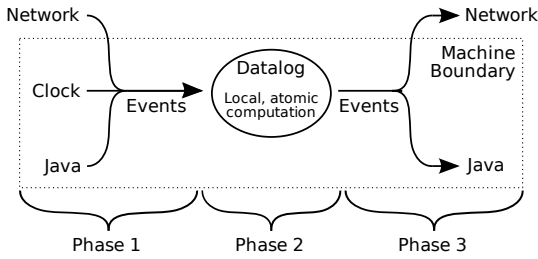 Network
Network
Machine
Boundary
Datalog
Clock
Local, atomic
computation
Events
Events
Java
Java
Phase 1
Phase 2
Phase 3